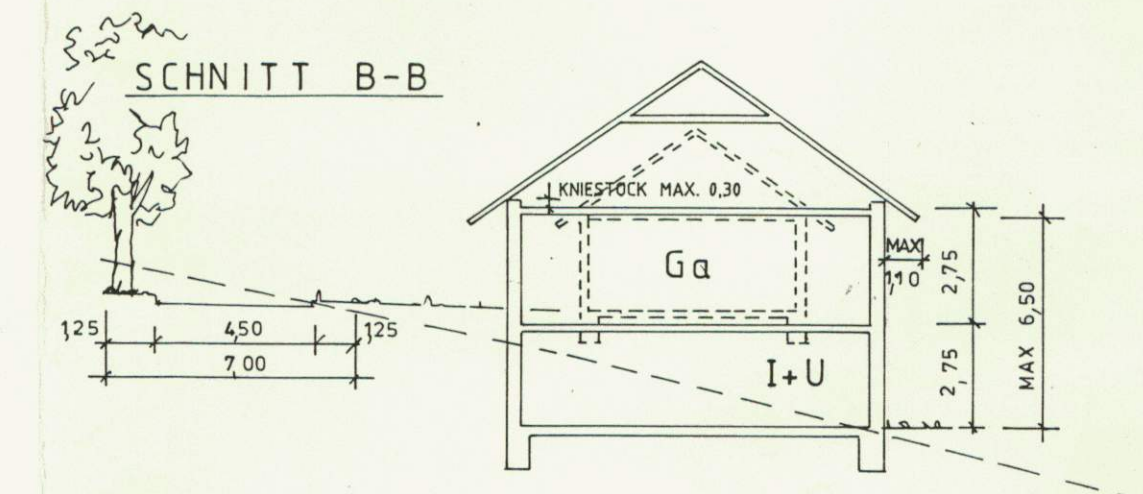 SCHNITT B-B
KNIESTOCK MAX. 0,30
Ga
MAX
1,10
2,75
MAX 6,50
2,75
I+U
1,25
4,50
1,25
7,00